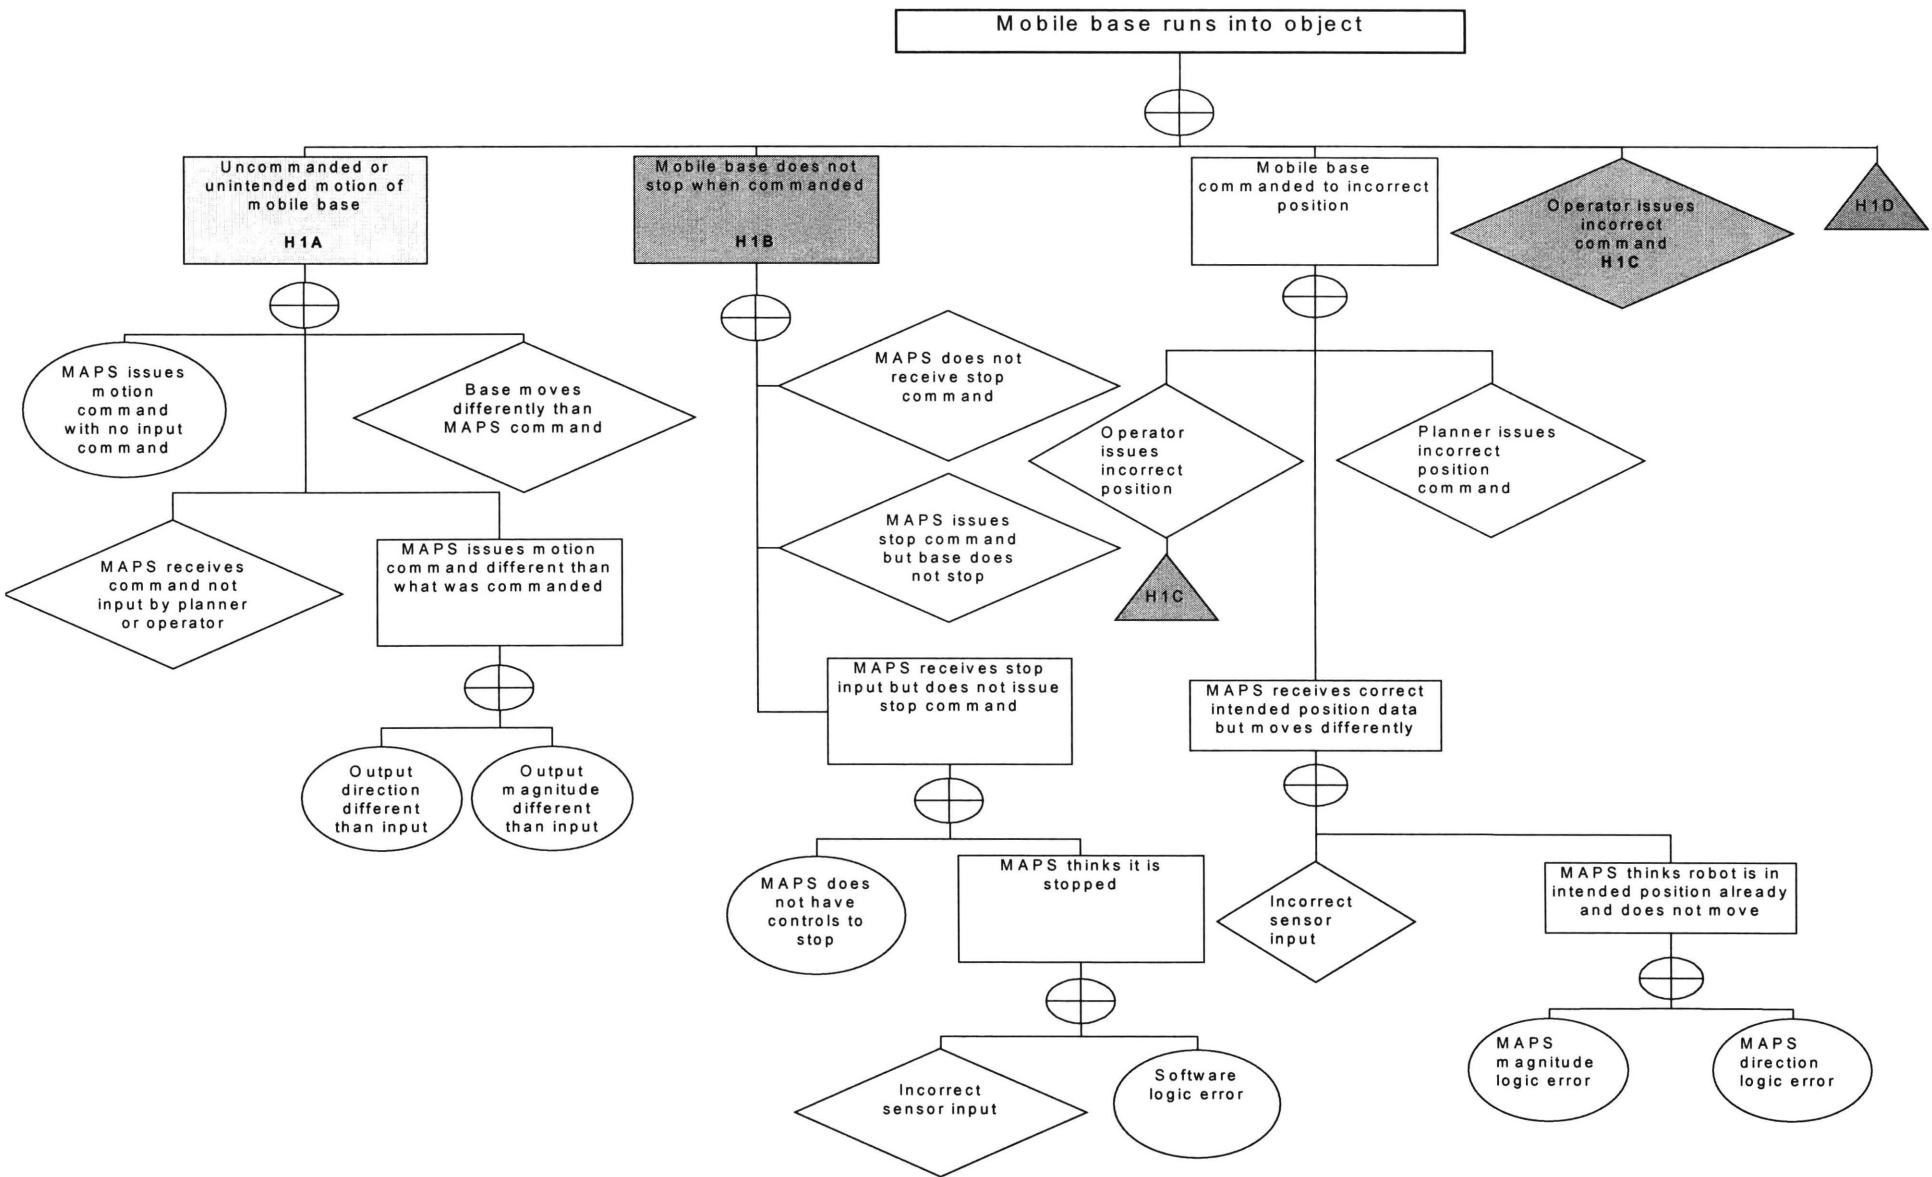 Mobile base runs into object
Uncommanded or
unintended motion of
mobile base
H1A
Mobile base does not
stop when commanded
H1B
Mobile base
commanded to incorrect
position
Operator issues
incorrect
command
H1C
H1D
MAPS issues
motion
command
with no input
command
Base moves
differently than
MAPS command
MAPS does not
receive stop
command
Operator
issues
incorrect
position
Planner issues
incorrect
position
command
MAPS receives
command not
input by planner
or operator
MAPS issues motion
command different than
what was commanded
MAPS issues
stop command
but base does
not stop
H1C
MAPS receives stop
input but does not issue
stop command
MAPS receives correct
intended position data
but moves differently
Output
direction
different
than input
Output
magnitude
different
than input
MAPS does
not have
controls to
stop
MAPS thinks it is
stopped
Incorrect
sensor
input
MAPS thinks robot is in
intended position already
and does not move
Incorrect
sensor input
Software
logic error
MAPS
magnitude
logic error
MAPS
direction
logic error